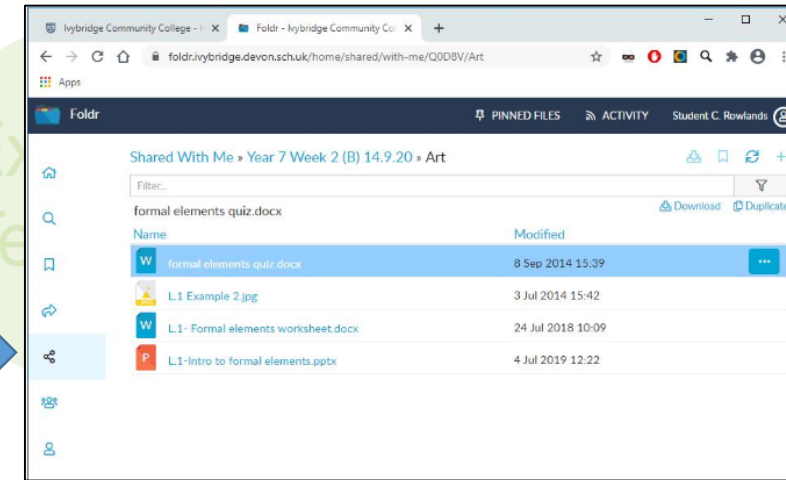 Ivybridge Community College - H
Foldr - Ivybridge Community Col
foldr.ivybridge.devon.sch.uk/home/shared/with-me/Q0D8V/Art
Apps
Foldr
PINNED FILES
ACTIVITY
Student C. Rowlands
Shared With Me » Year 7 Week 2 (B) 14.9.20 » Art
Filter...
formal elements quiz.docx
Download
Duplicate
Name Modified
W formal elements quiz.docx 8 Sep 2014 15:39
L.1 Example 2.jpg 3 Jul 2014 15:42
W L.1- Formal elements worksheet.docx 24 Jul 2018 10:09
P L.1-Intro to formal elements.pptx 4 Jul 2019 12:22